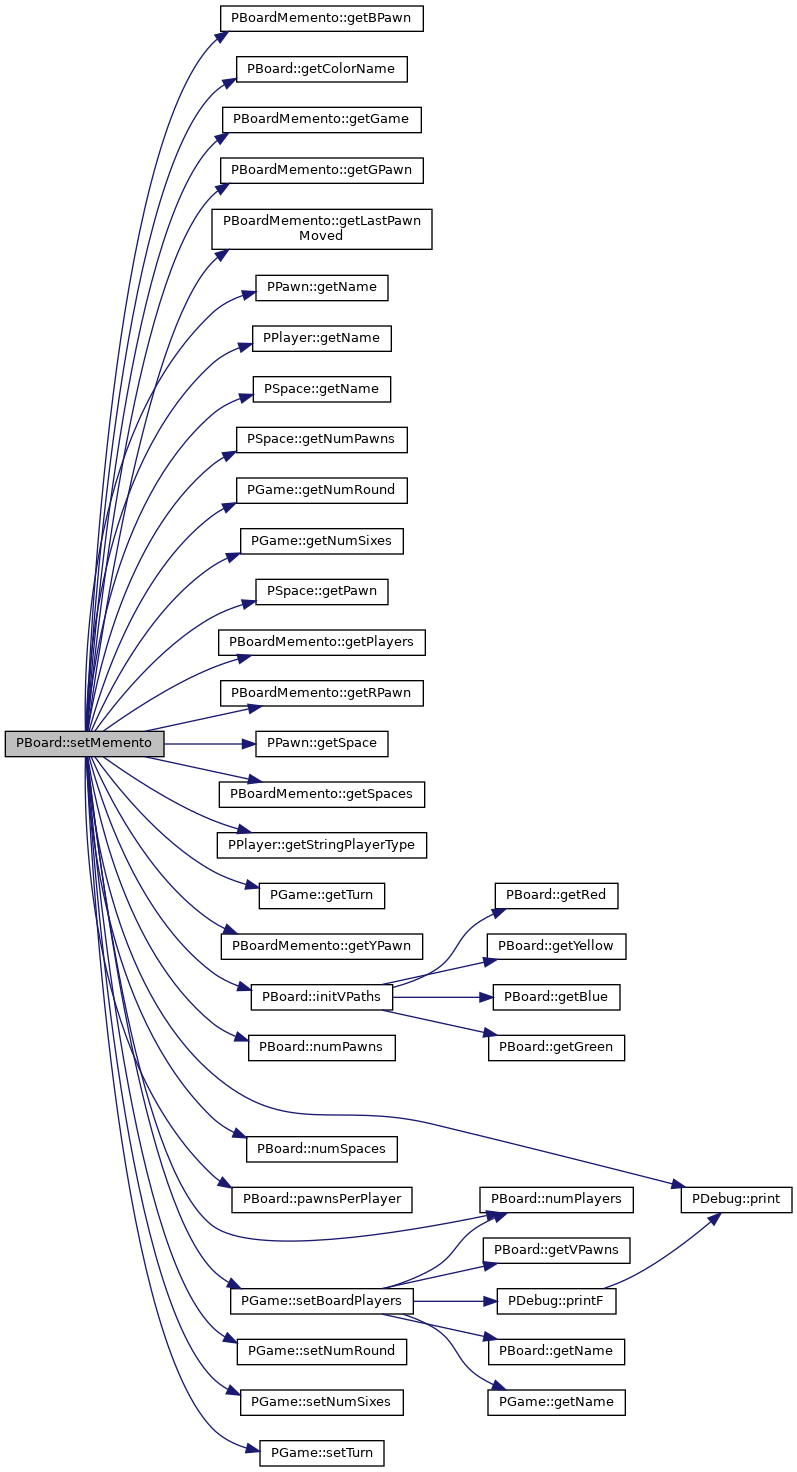 PBoardMemento::getBPawn
PBoard::getColorName
PBoardMemento::getGame
PBoardMemento::getGPawn
PBoardMemento::getLastPawn
Moved
PPawn::getName
PPlayer::getName
PSpace::getName
PSpace::getNumPawns
PGame::getNumRound
PGame::getNumSixes
PSpace::getPawn
PBoardMemento::getPlayers
PBoardMemento::getRPawn
PBoard::setMemento
PPawn::getSpace
PBoardMemento::getSpaces
PPlayer::getStringPlayerType
PGame::getTurn
PBoard::getRed
PBoardMemento::getYPawn
PBoard::getYellow
PBoard::initVPaths
PBoard::getBlue
PBoard::numPawns
PBoard::getGreen
PBoard::numSpaces
PBoard::pawnsPerPlayer
PBoard::numPlayers
PDebug::print
PBoard::getVPawns
PGame::setBoardPlayers
PDebug::printF
PGame::setNumRound
PBoard::getName
PGame::setNumSixes
PGame::getName
PGame::setTurn